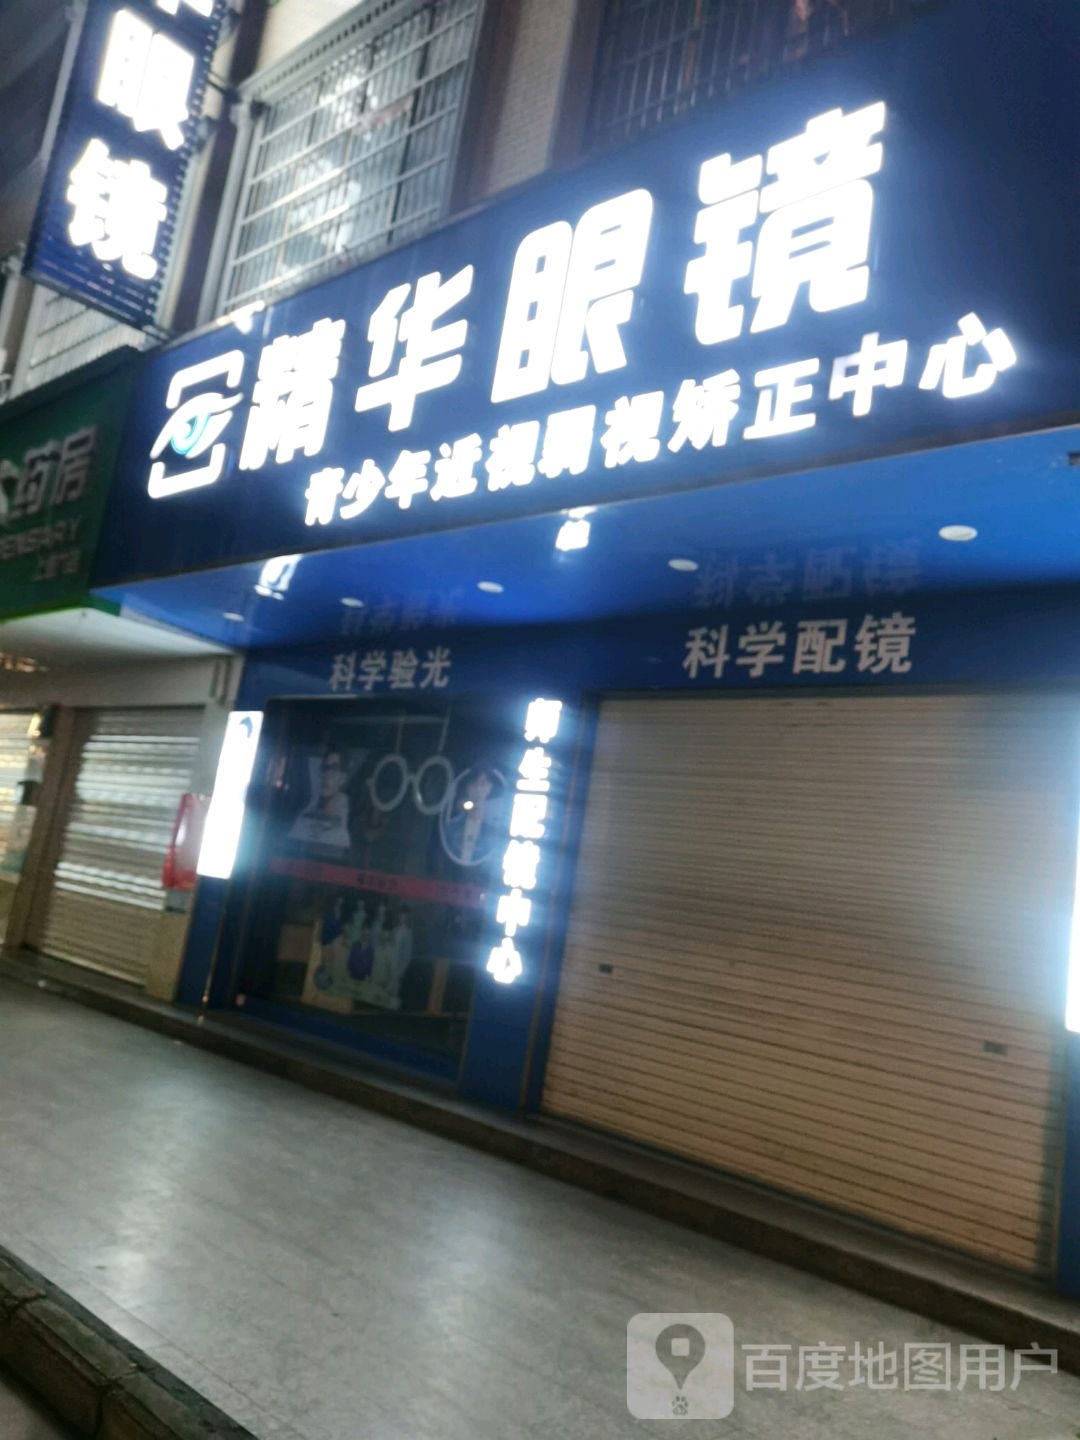 眼镜
精华眼镜
青少年近视弱视矫正中心
药房
科学验光
科学配镜
师生配镜中心
百度地图用户